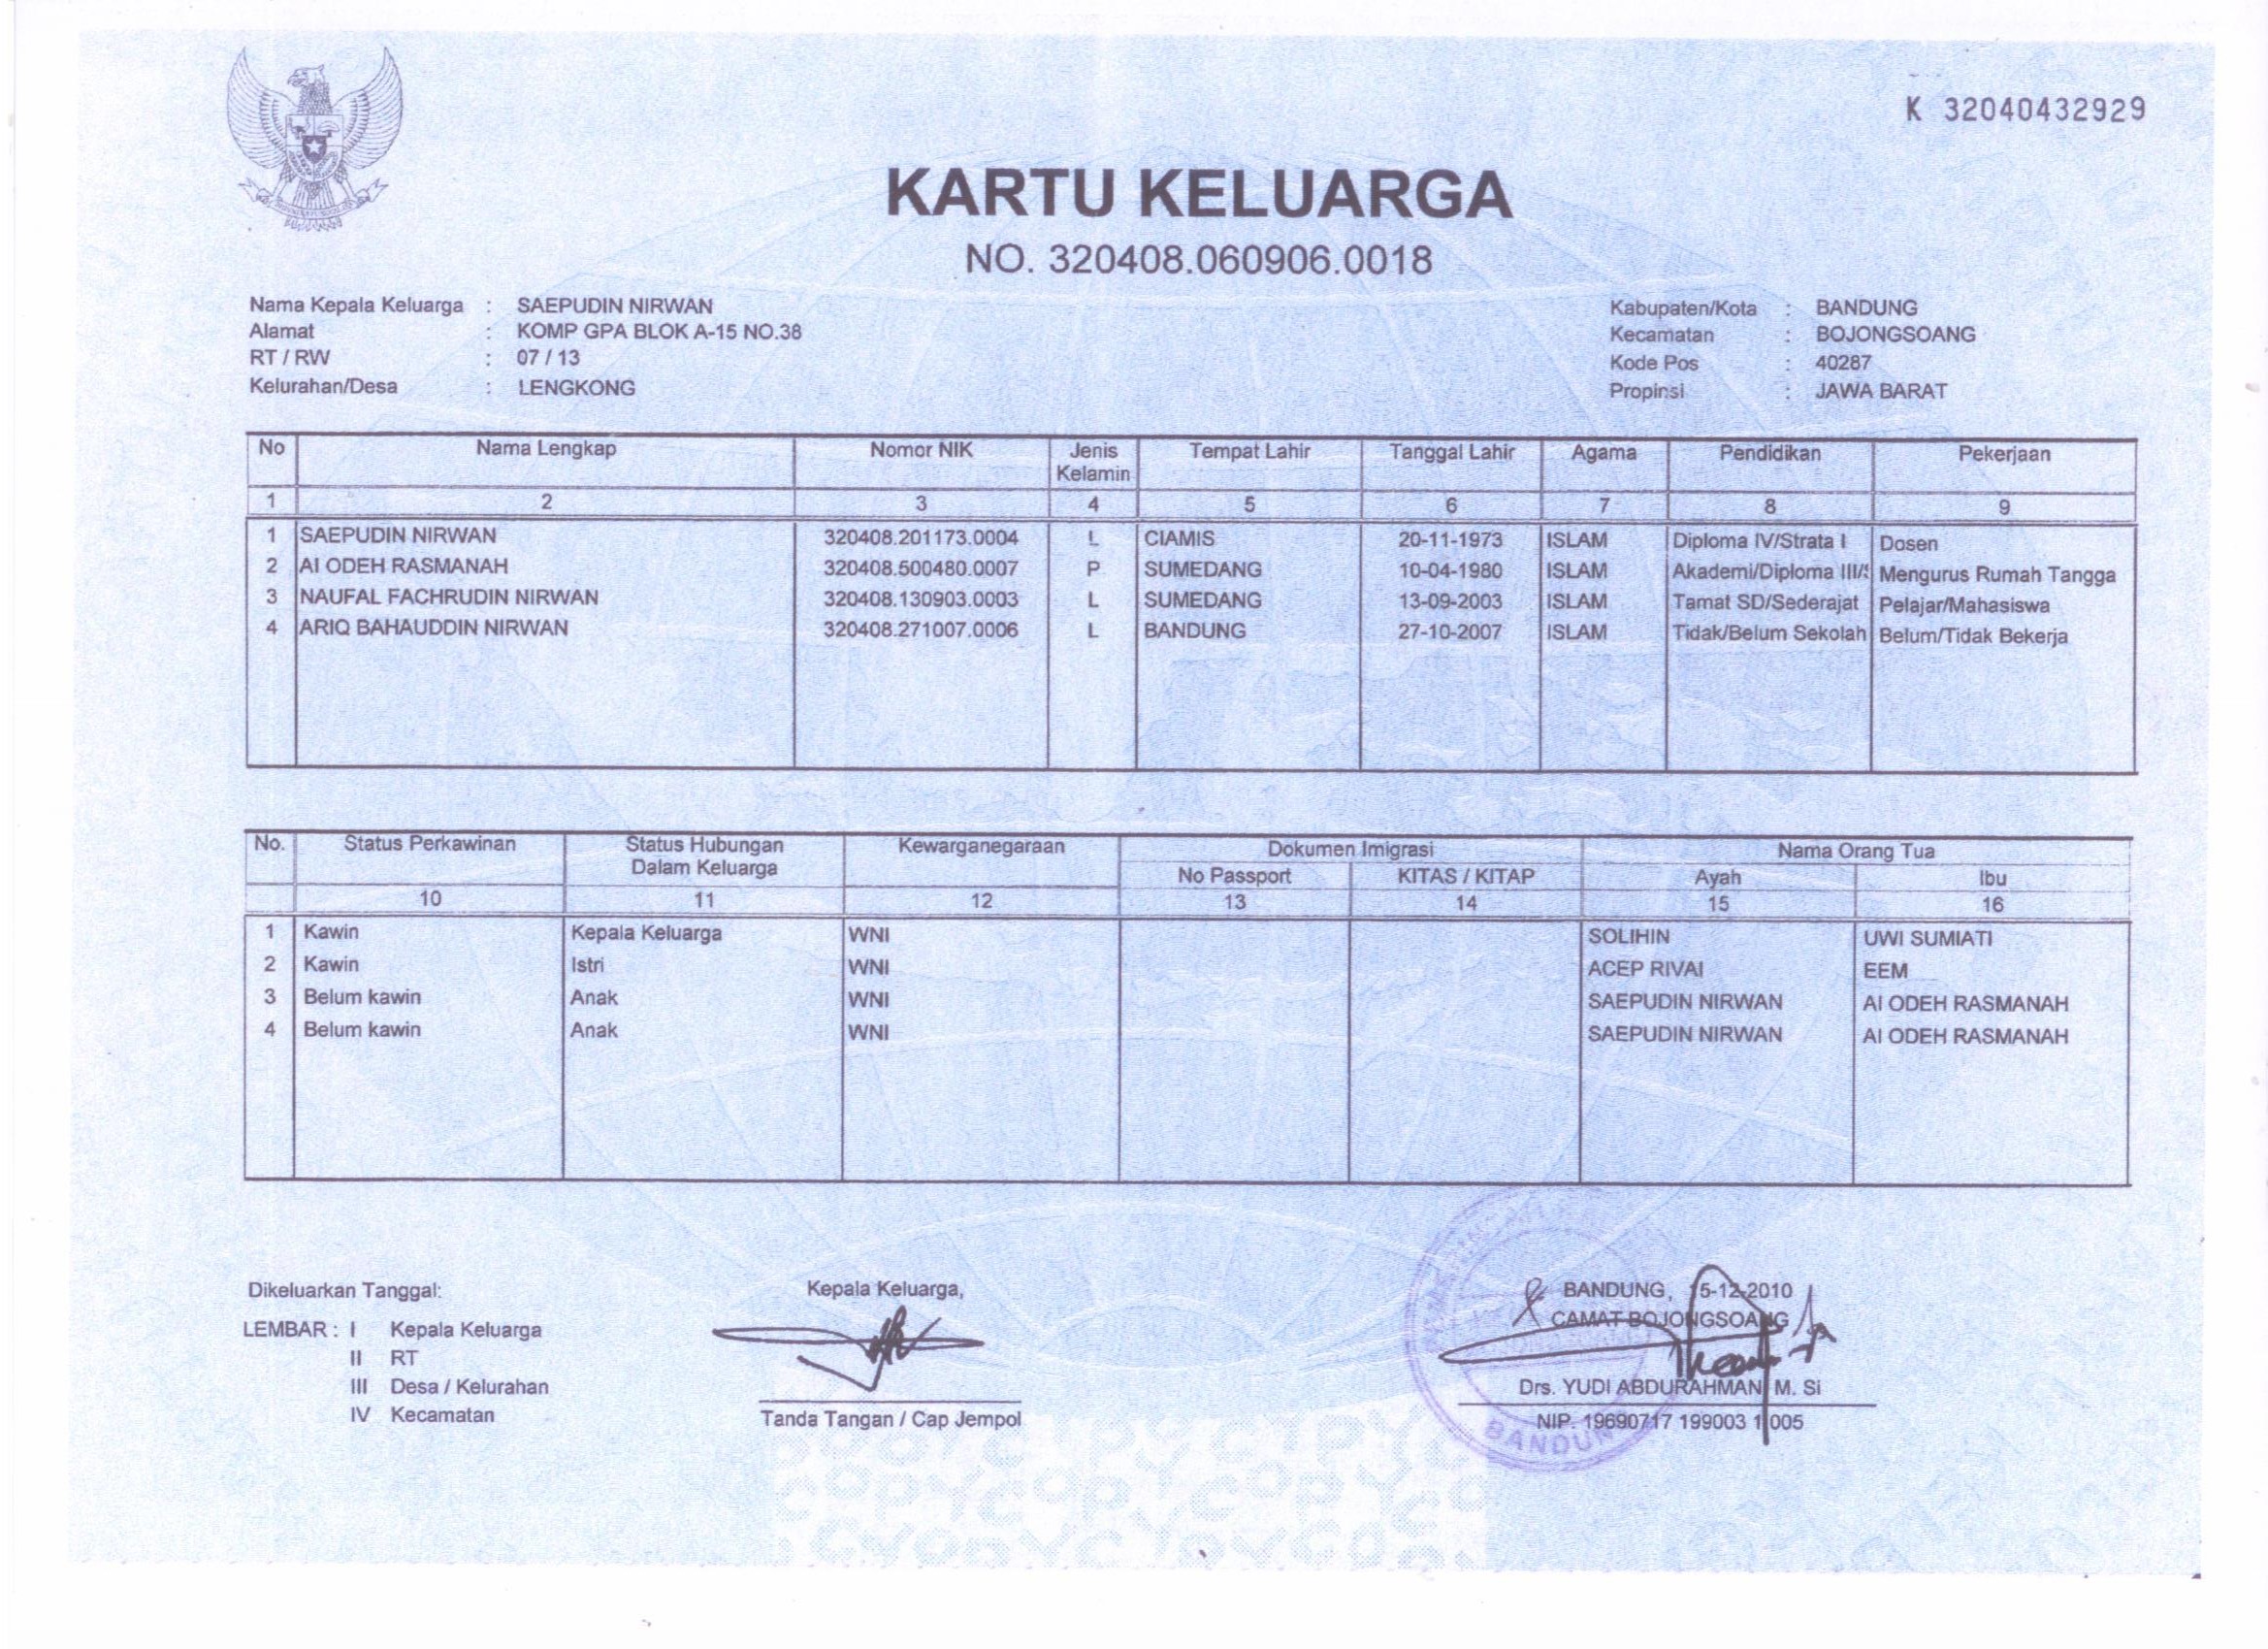 K 32040432929
KARTU KELUARGA
NO. 320408.060906.0018
Nama Kepala Keluarga : SAEPUDIN NIRWAN
Alamat : KOMP GPA BLOK A-15 NO.38
RT / RW : 07 / 13
Kelurahan/Desa : LENGKONG
Kabupaten/Kota : BANDUNG
Kecamatan : BOJONGSOANG
Kode Pos : 40287
Propinsi : JAWA BARAT
No Nama Lengkap Nomor NIK Jenis Kelamin Tempat Lahir Tanggal Lahir Agama Pendidikan Pekerjaan
1 2 3 4 5 6 7 8 9
1 SAEPUDIN NIRWAN 320408.201173.0004 L CIAMIS 20-11-1973 ISLAM Diploma IV/Strata I Dosen
2 AI ODEH RASMANAH 320408.500480.0007 P SUMEDANG 10-04-1980 ISLAM Akademi/Diploma III/S Mengurus Rumah Tangga
3 NAUFAL FACHRUDIN NIRWAN 320408.130903.0003 L SUMEDANG 13-09-2003 ISLAM Tamat SD/Sederajat Pelajar/Mahasiswa
4 ARIQ BAHAUDDIN NIRWAN 320408.271007.0006 L BANDUNG 27-10-2007 ISLAM Tidak/Belum Sekolah Belum/Tidak Bekerja
No. Status Perkawinan Status Hubungan Dalam Keluarga Kewarganegaraan Dokumen Imigrasi Nama Orang Tua
No Passport KITAS / KITAP Ayah Ibu
10 11 12 13 14 15 16
1 Kawin Kepala Keluarga WNI SOLIHIN UWI SUMIATI
2 Kawin Istri WNI ACEP RIVAI EEM
3 Belum kawin Anak WNI SAEPUDIN NIRWAN AI ODEH RASMANAH
4 Belum kawin Anak WNI SAEPUDIN NIRWAN AI ODEH RASMANAH
Dikeluarkan Tanggal:
LEMBAR : I Kepala Keluarga
II RT
III Desa / Kelurahan
IV Kecamatan
Kepala Keluarga,
Tanda Tangan / Cap Jempol
BANDUNG, 15-12-2010
CAMAT BOJONGSOANG
Drs. YUDI ABDURAHMAN, M. Si
NIP. 19690717 199003 1 005
BANDUNG